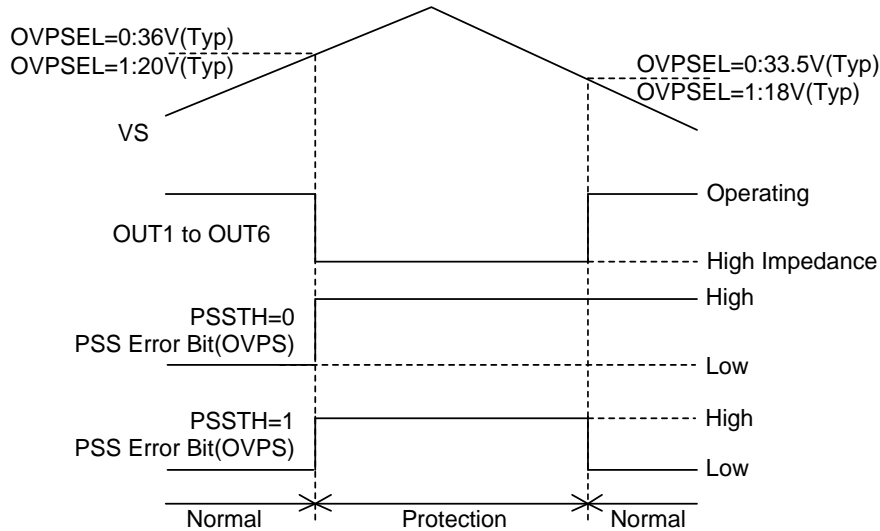 OVPSEL=0:36V(Typ)
OVPSEL=1:20V(Typ)
OVPSEL=0:33.5V(Typ)
OVPSEL=1:18V(Typ)
VS
Operating
OUT1 to OUT6
High Impedance
High
PSSTH=0
PSS Error Bit(OVPS)
Low
PSSTH=1
High
PSS Error Bit(OVPS)
Low
Normal
Protection
Normal